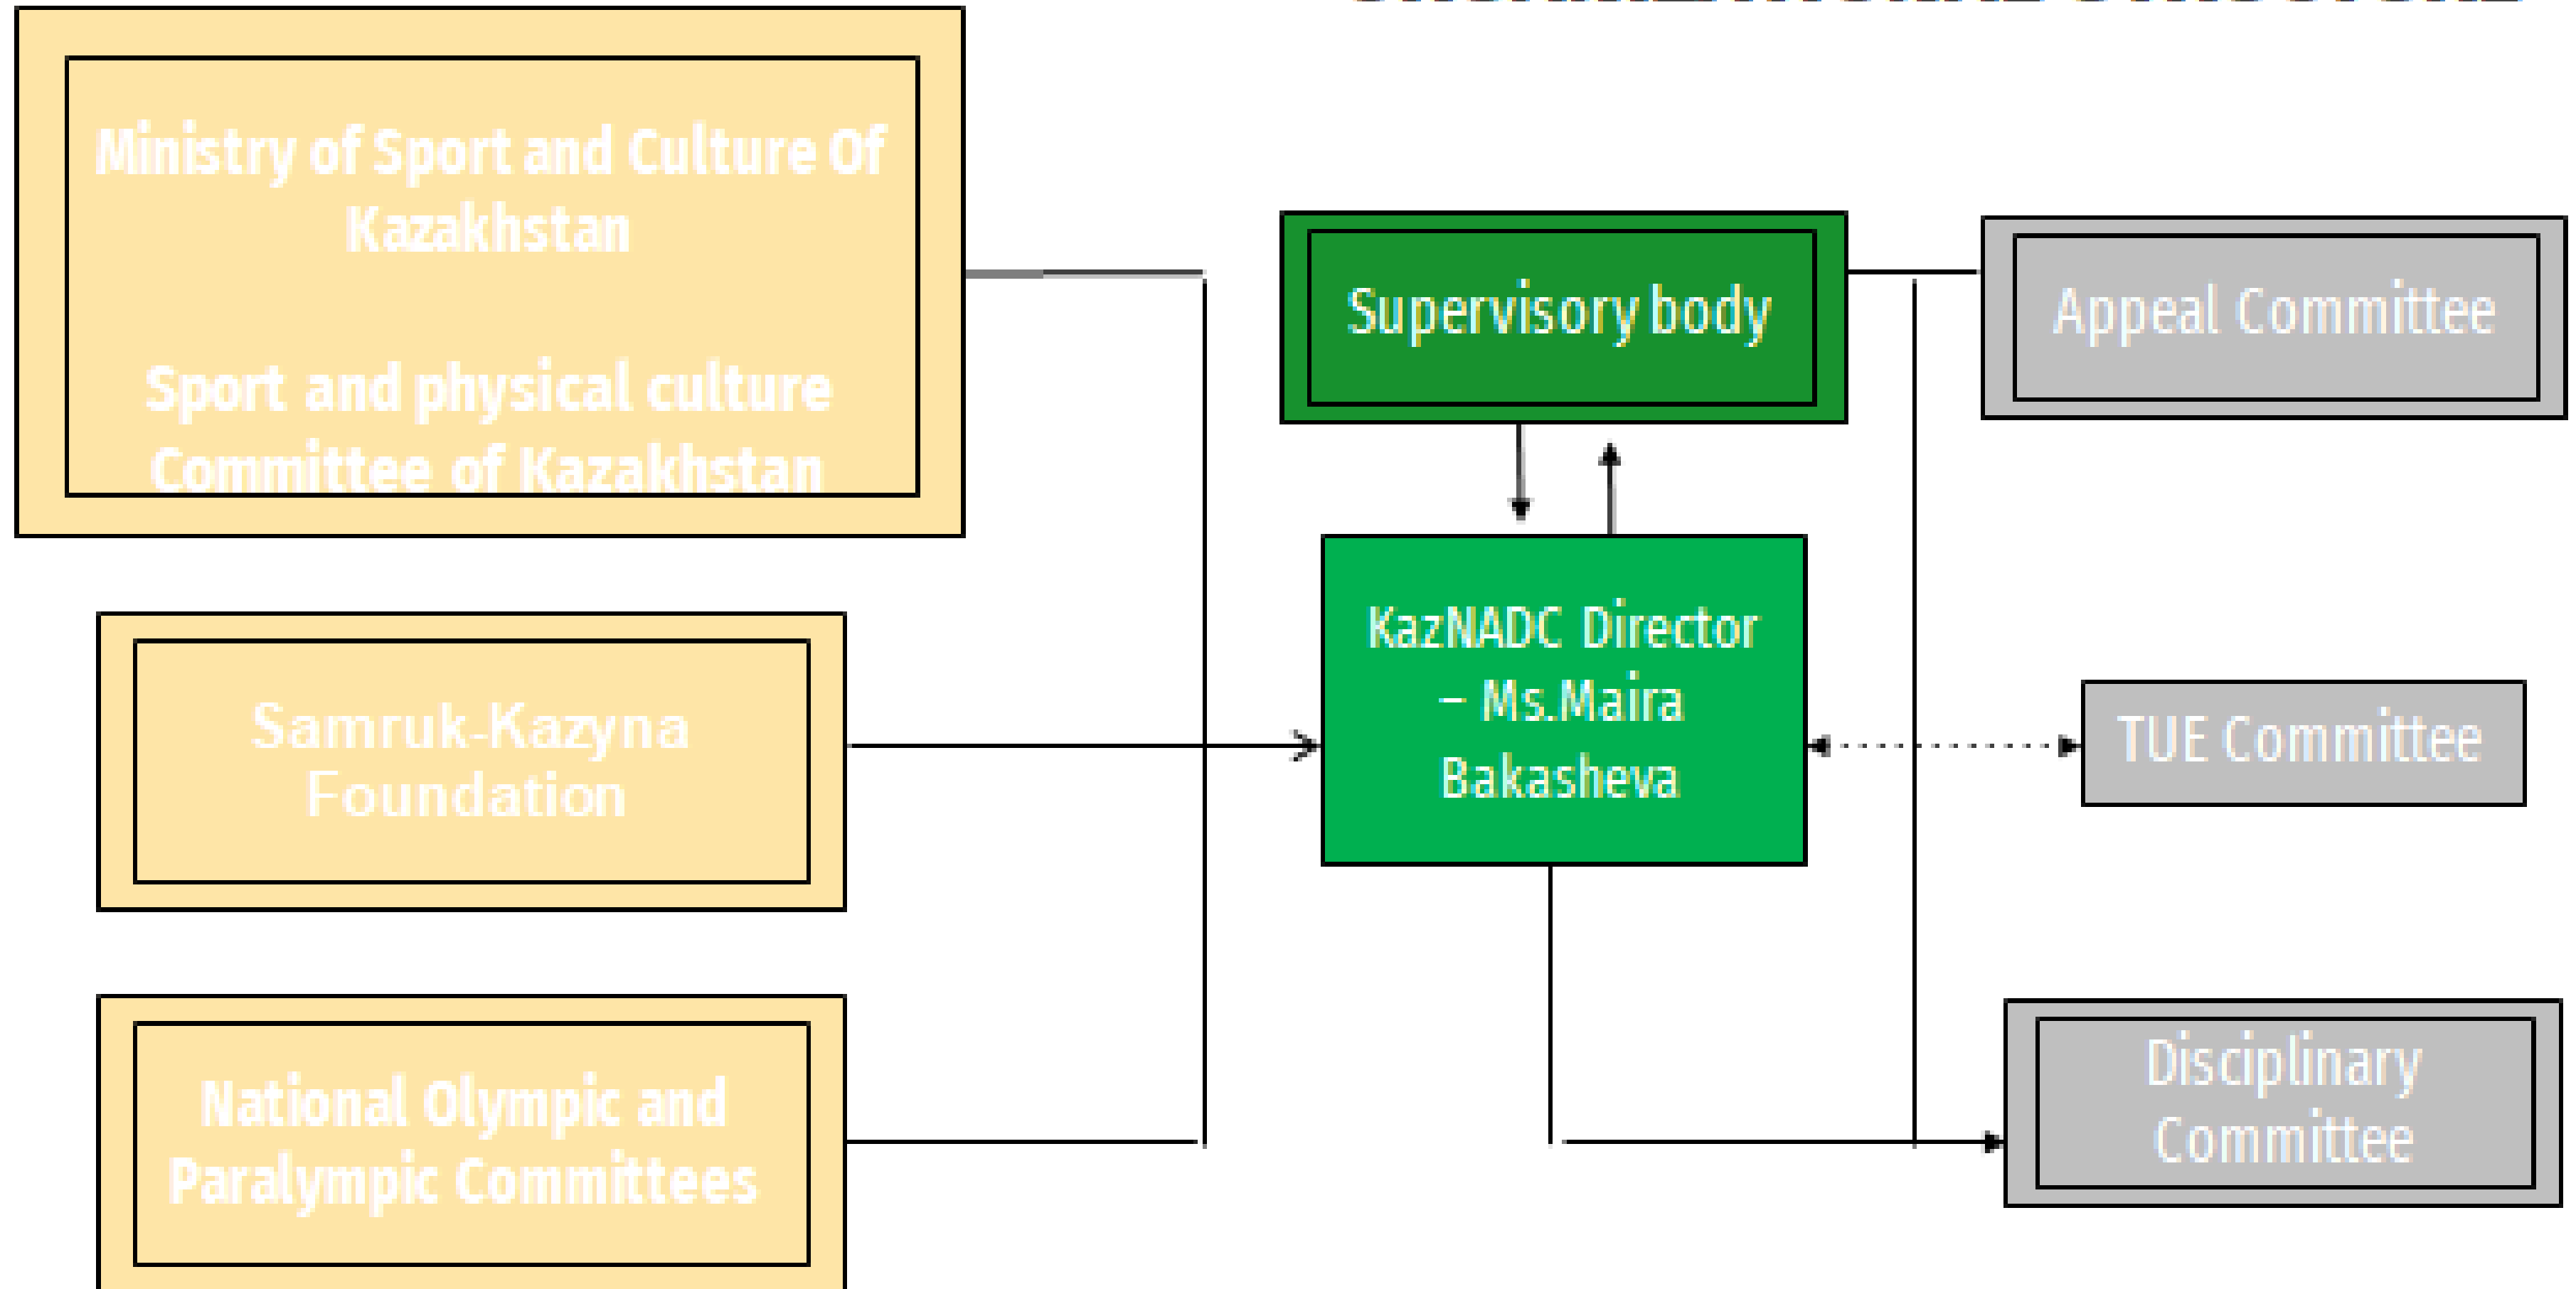 Ministry of Sport and Culture Of
Kazakhstan
Sport and physical culture
Committee of Kazakhstan
Supervisory body
Appeal Committee
KazNADC Director
– Ms.Maira
Bakasheva
Samruk-Kazyna
Foundation
TUE Committee
National Olympic and
Paralympic Committees
Disciplinary
Committee